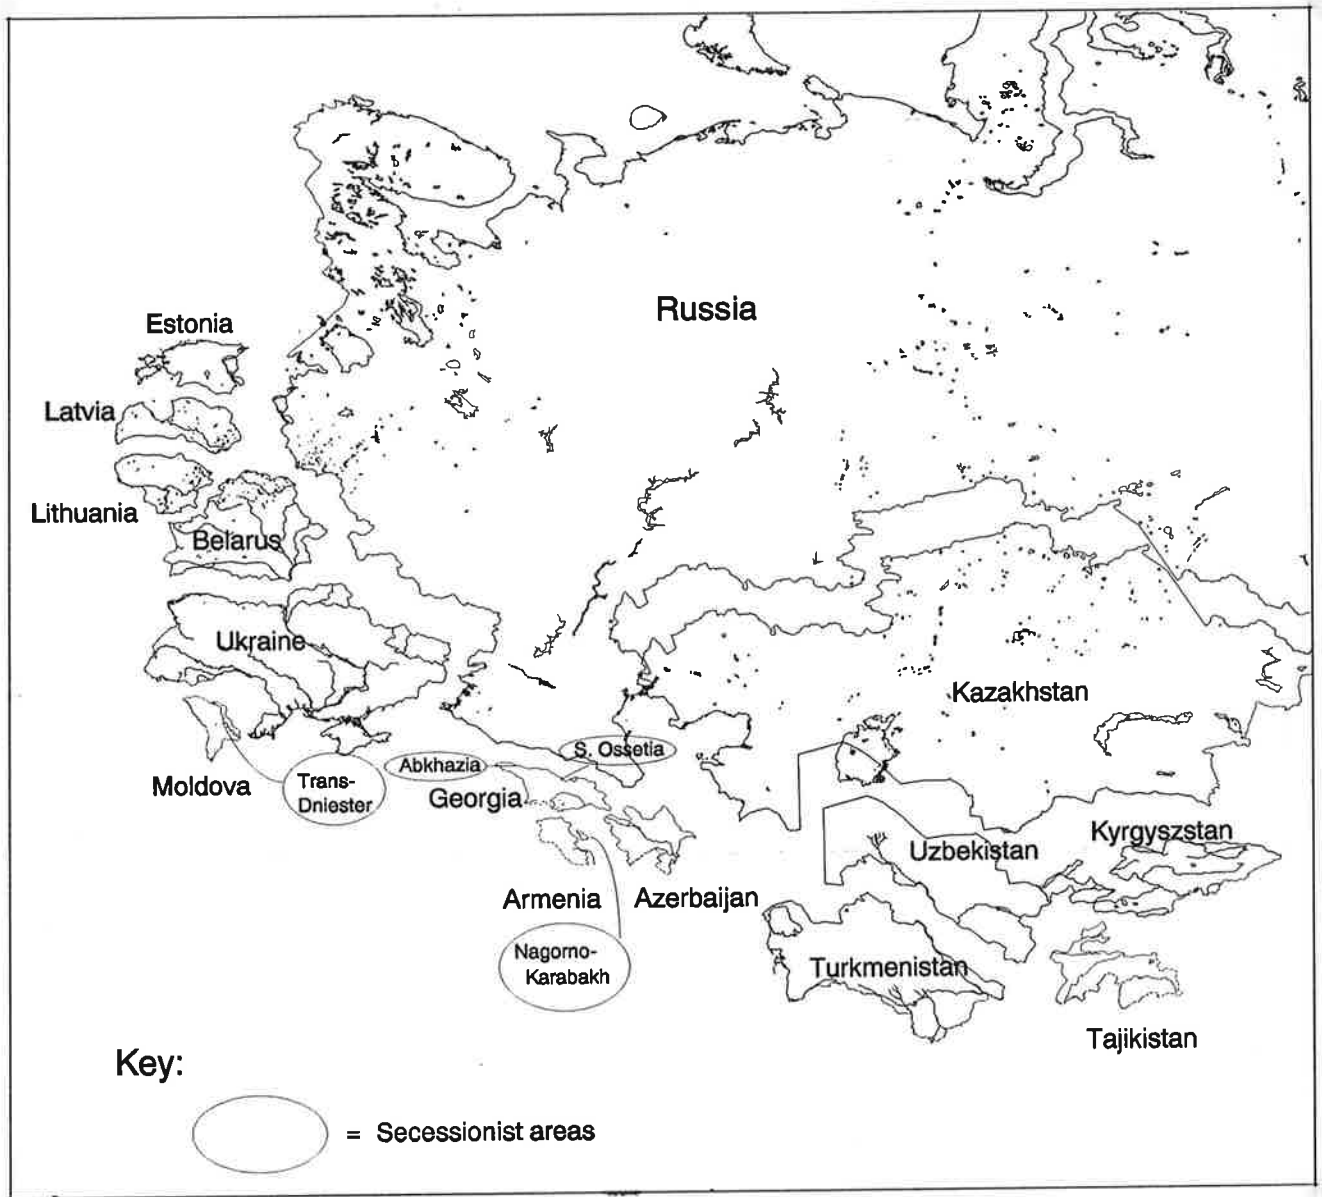 Russia
Estonia
Latvia
Lithuania
Belarus
Ukraine
Kazakhstan
Moldova
Trans-
Dniester
Abkhazia
S. Ossetia
Georgia
Uzbekistan
Kyrgyszstan
Armenia
Azerbaijan
Nagorno-
Karabakh
Turkmenistan
Tajikistan
Key:
= Secessionist areas